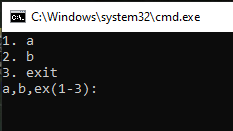 C:\Windows\system32\cmd.exe
1. a
2. b
3. exit
a,b,ex(1-3):